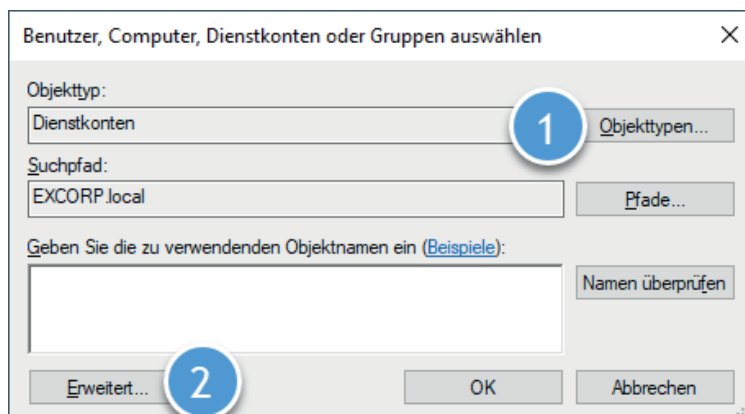 Benutzer, Computer, Dienstkonten oder Gruppen auswählen
Objekttyp:
Dienstkonten 1 Objekttypen...
Suchpfad:
EXCORP.local Pfade...
Geben Sie die zu verwendenden Objektnamen ein (Beispiele):
Namen überprüfen
Erweitert... 2 OK Abbrechen